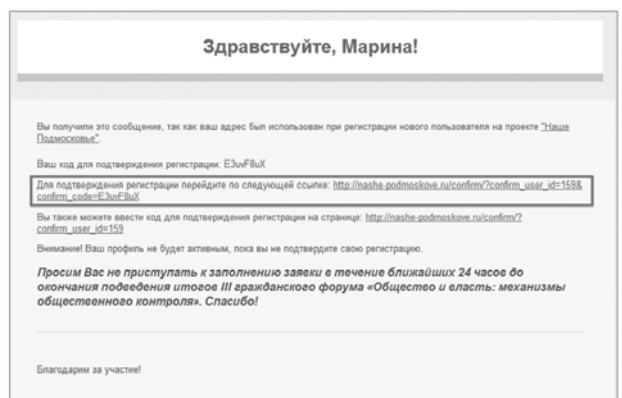 Здравствуйте, Марина!
Вы получили это сообщение, так как ваш адрес был использован при регистрации нового пользователя на проекте "Наше
Подмосковье".
Ваш код для подтверждения регистрации: E3uvF8uX
Для подтверждения регистрации перейдите по следующей ссылке: http://nashe-podmoskove.ru/confirm/?confirm_user_id=159&
confirm_code=E3uvF8uX
Вы также можете ввести код для подтверждения регистрации на странице: http://nashe-podmoskove.ru/confirm/?
confirm_user_id=159
Внимание! Ваш профиль не будет активным, пока вы не подтвердите свою регистрацию.
Просим Вас не приступать к заполнению заявки в течение ближайших 24 часов до
окончания подведения итогов III гражданского форума «Общество и власть: механизмы
общественного контроля». Спасибо!
Благодарим за участие!